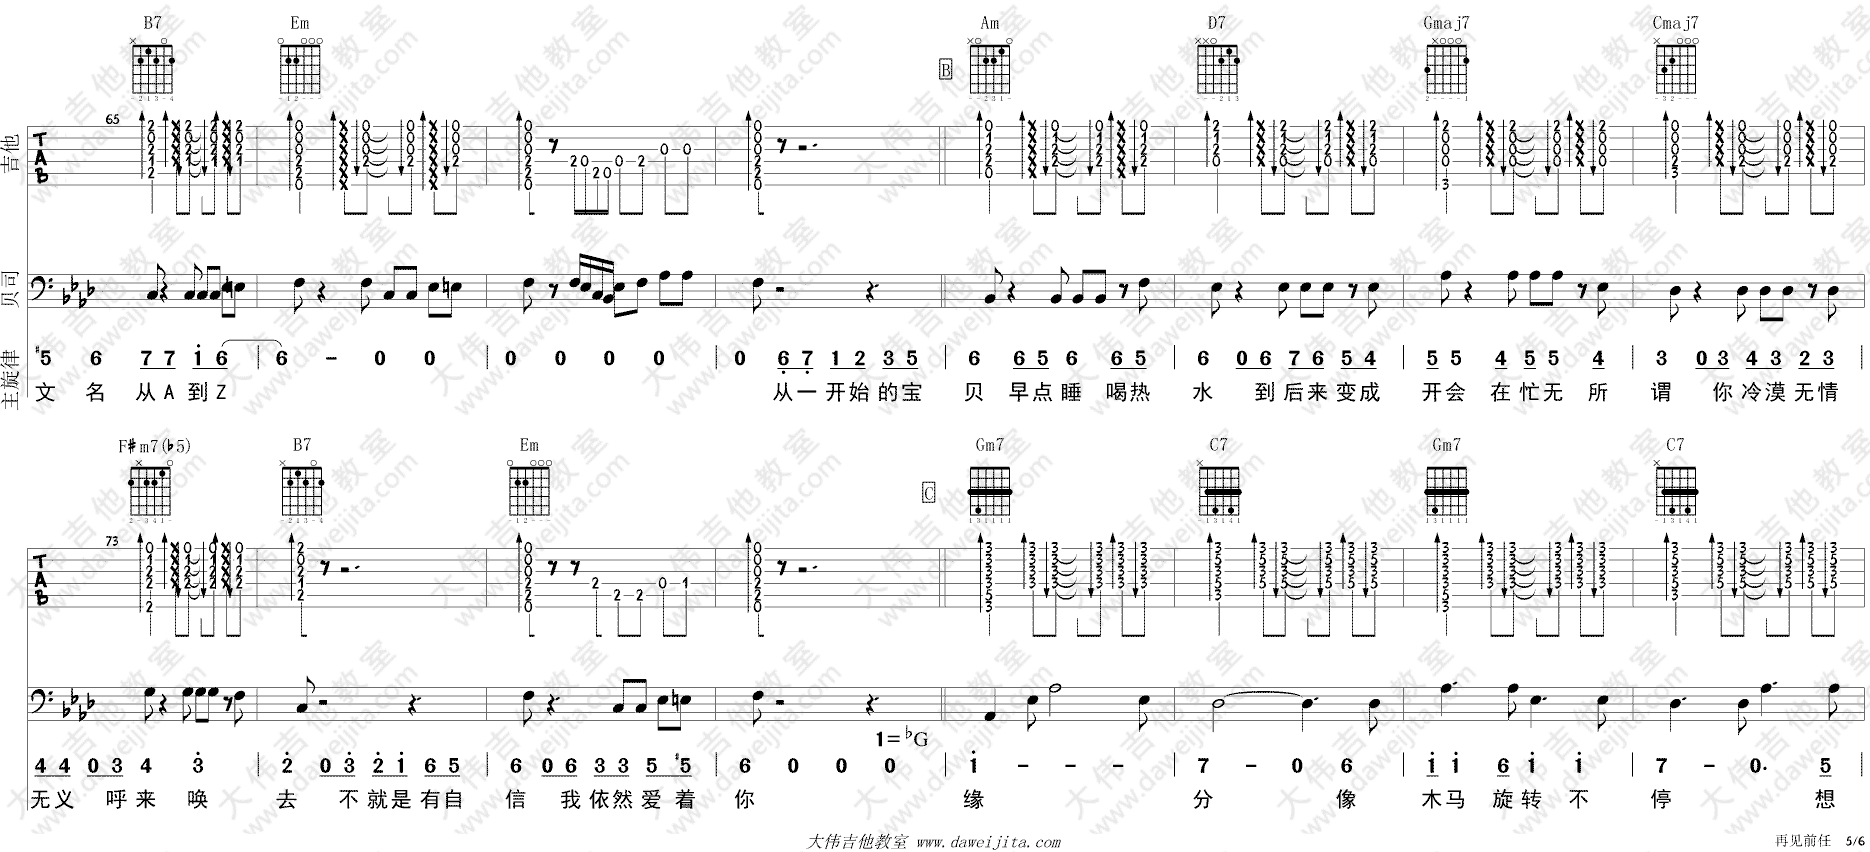 B7 Em Am D7 Gmaj7 Cmaj7
B
65
吉他
贝司
主旋律
#5 6 7 7 i 6 6 - 0 0 0 0 0 0 0 6 7 1 2 3 5 6 6 5 6 6 5 6 0 6 7 6 5 4 5 5 4 5 5 4 3 0 3 4 3 2 3
文名 从A到Z 从一开始的宝 贝 早点睡 喝热 水 到后来变成 开会 在忙无 所 谓 你冷漠无情
F#m7(b5) B7 Em Gm7 C7 Gm7 C7
C
73
1=bG
4 4 0 3 4 3 2 0 3 2 1 6 5 6 0 6 3 3 5 #5 6 0 0 0 i - - - 7 - 0 6 i i 6 i i 7 - 0. 5
无义 呼来 唤 去 不就是有自 信 我依然爱着 你 缘 分 像 木马 旋转不 停 想
大伟吉他教室 www.daweijita.com
再见前任 5/6